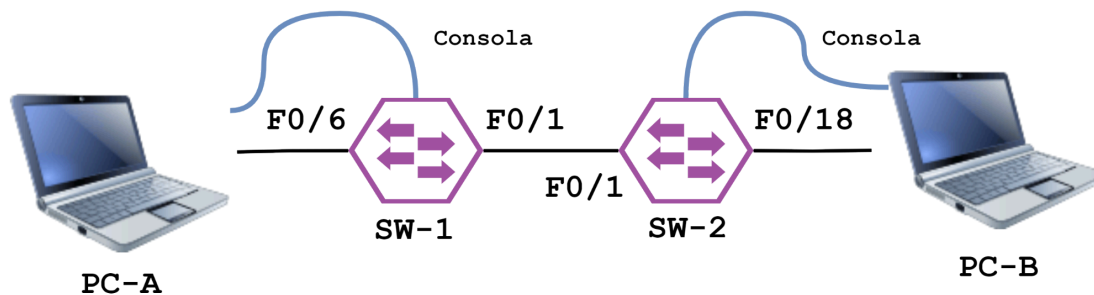 Consola
Consola
F0/6
F0/1
F0/18
F0/1
SW-1
SW-2
PC-A
PC-B